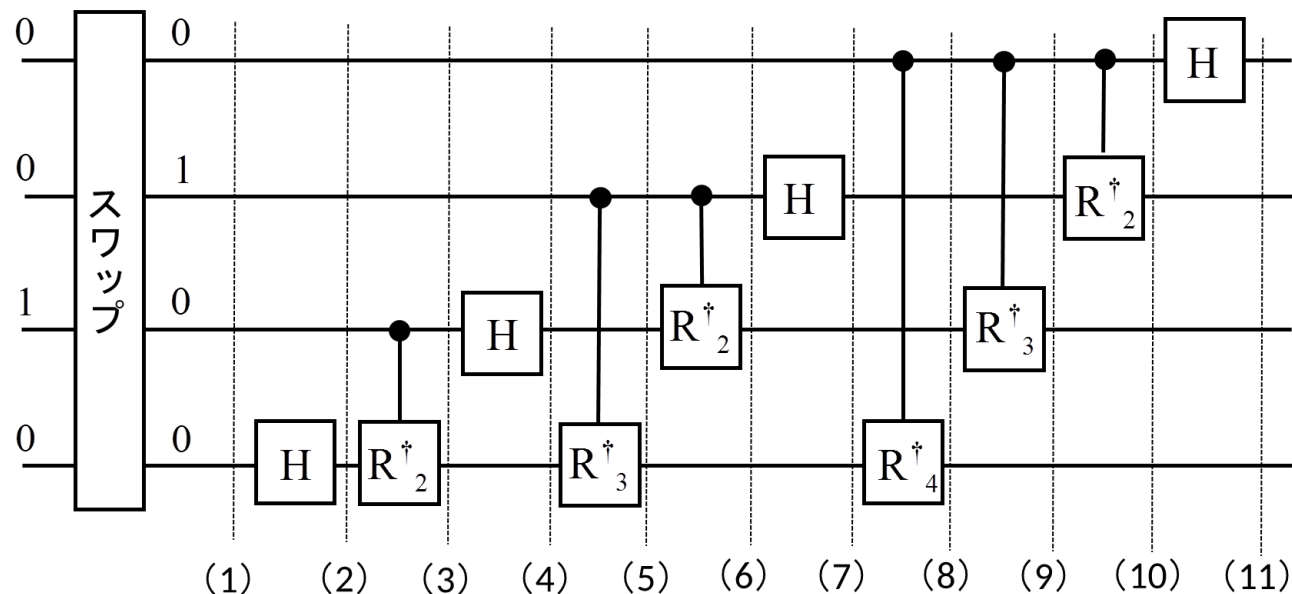 0 0 H
0 1 H R†2
スワップ
1 0 H R†2 R†3
0 0 H R†2 R†3 R†4
(1) (2) (3) (4) (5) (6) (7) (8) (9) (10) (11)